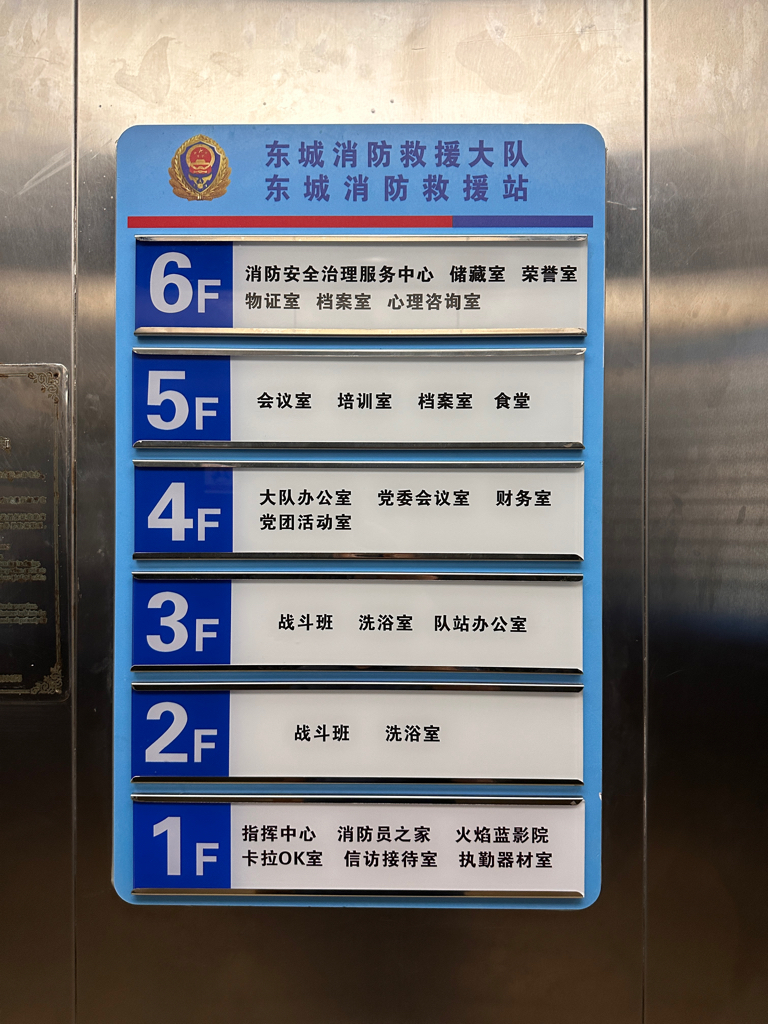 东城消防救援大队
东城消防救援站
6F
消防安全治理服务中心 储藏室 荣誉室
物证室 档案室 心理咨询室
5F
会议室 培训室 档案室 食堂
4F
大队办公室 党委会议室 财务室
党团活动室
3F
战斗班 洗浴室 队站办公室
2F
战斗班 洗浴室
1F
指挥中心 消防员之家 火焰蓝影院
卡拉OK室 信访接待室 执勤器材室